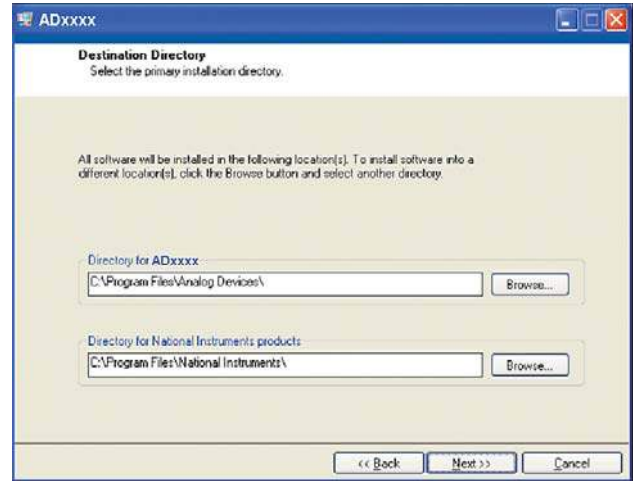 ADxxxx
Destination Directory
Select the primary installation directory.
All software will be installed in the following location(s). To install software into a
different location(s), click the Browse button and select another directory.
Directory for ADxxxx
C:\Program Files\Analog Devices\
Browse...
Directory for National Instruments products
C:\Program Files\National Instruments\
Browse...
<< Back
Next >>
Cancel